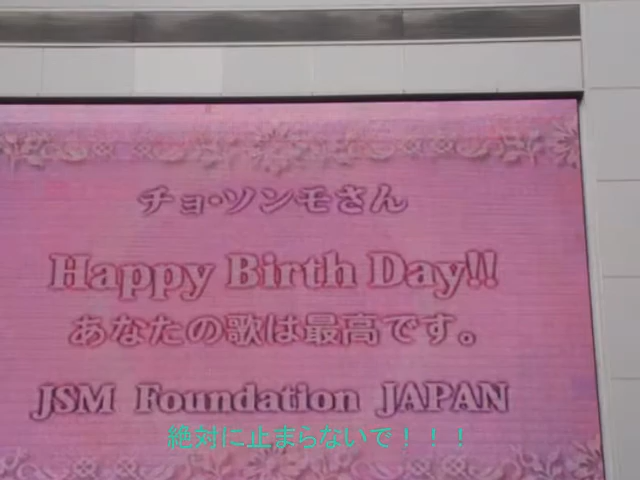 チョ・ソンモさん
Happy Birth Day!!
あなたの歌は最高です。
JSM Foundation JAPAN
絶対に止まらないで！！！